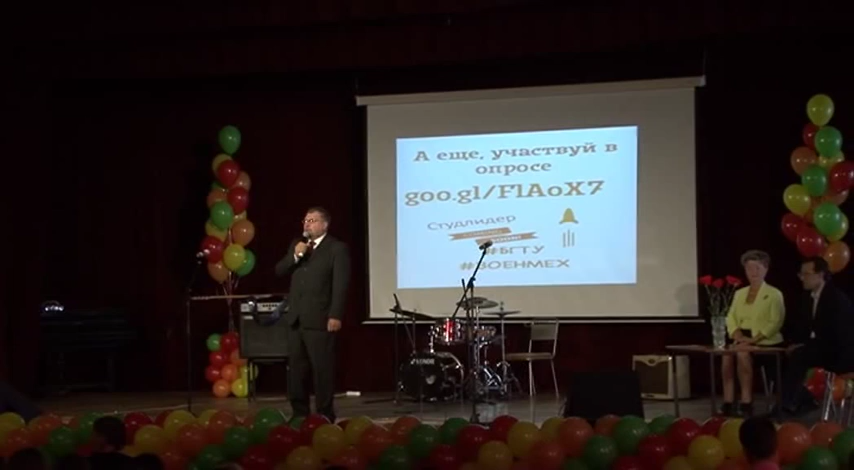 А еще, участвуй в
опросе
goo.gl/FlAoX7
Студлидер
#БГТУ
#ВОЕНМЕХ